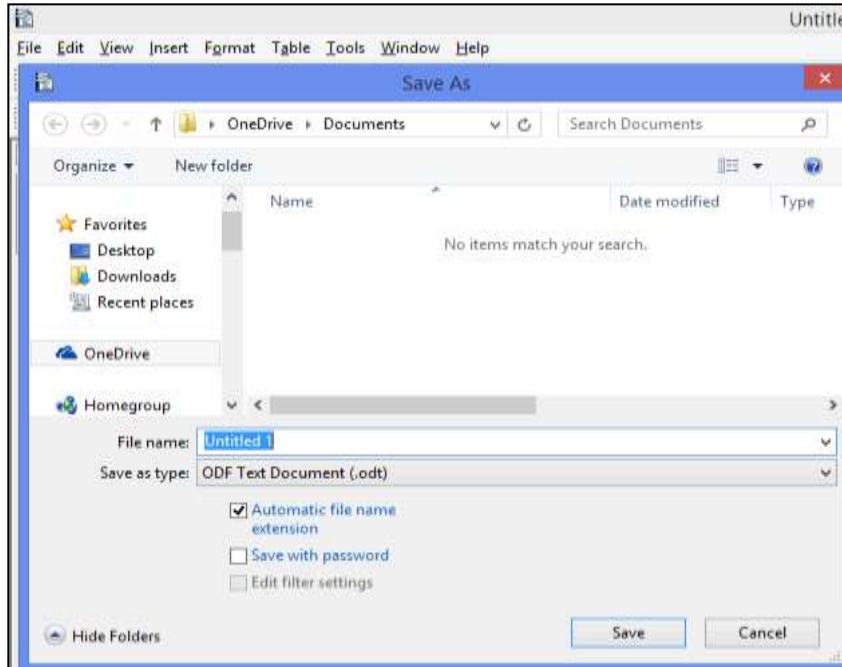 Untitle
File Edit View Insert Format Table Tools Window Help
Save As
OneDrive Documents Search Documents
Organize New folder
Name Date modified Type
No items match your search.
Favorites
Desktop
Downloads
Recent places
OneDrive
Homegroup
File name: Untitled 1
Save as type: ODF Text Document (.odt)
Automatic file name
extension
Save with password
Edit filter settings
Hide Folders Save Cancel